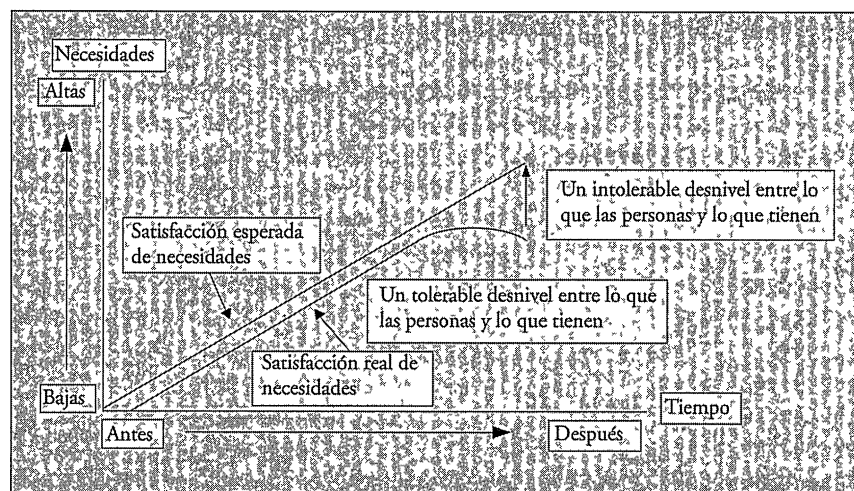 Necesidades
Altas
Un intolerable desnivel entre lo
que las personas y lo que tienen
Satisfacción esperada
de necesidades
Un tolerable desnivel entre lo que
las personas y lo que tienen
Satisfacción real de
necesidades
Bajas
Tiempo
Antes
Después